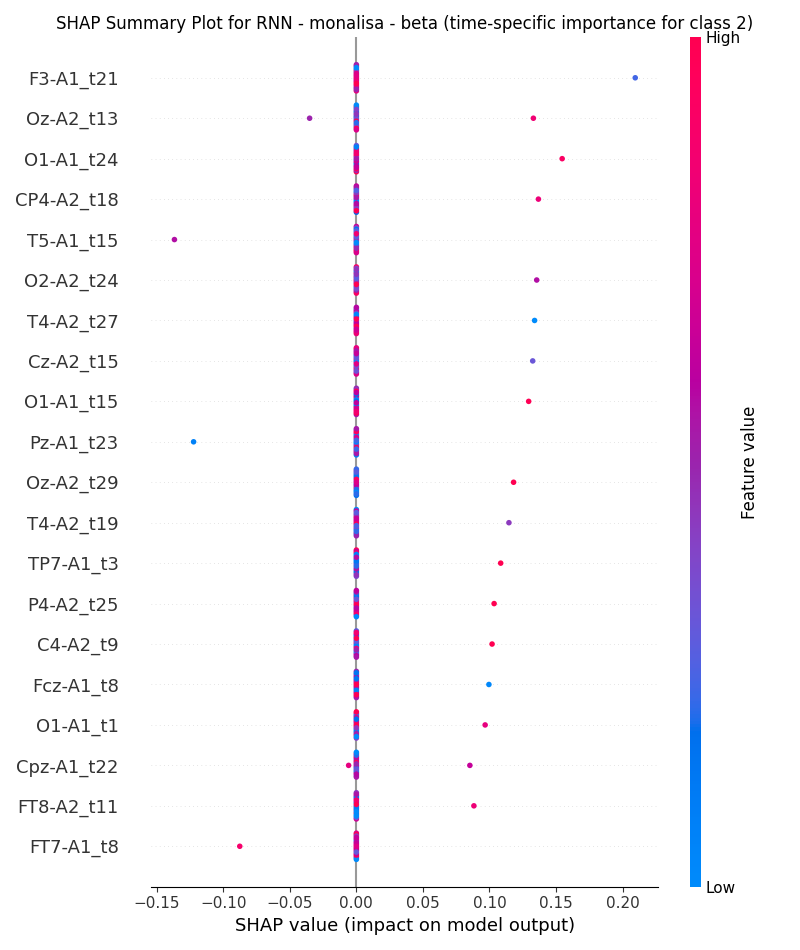 SHAP Summary Plot for RNN - monalisa - beta (time-specific importance for class 2)
High
F3-A1_t21
Oz-A2_t13
O1-A1_t24
CP4-A2_t18
T5-A1_t15
O2-A2_t24
T4-A2_t27
Cz-A2_t15
O1-A1_t15
Pz-A1_t23
Oz-A2_t29
T4-A2_t19
TP7-A1_t3
P4-A2_t25
C4-A2_t9
Fcz-A1_t8
O1-A1_t1
Cpz-A1_t22
FT8-A2_t11
FT7-A1_t8
Feature value
Low
−0.15 −0.10 −0.05 0.00 0.05 0.10 0.15 0.20
SHAP value (impact on model output)